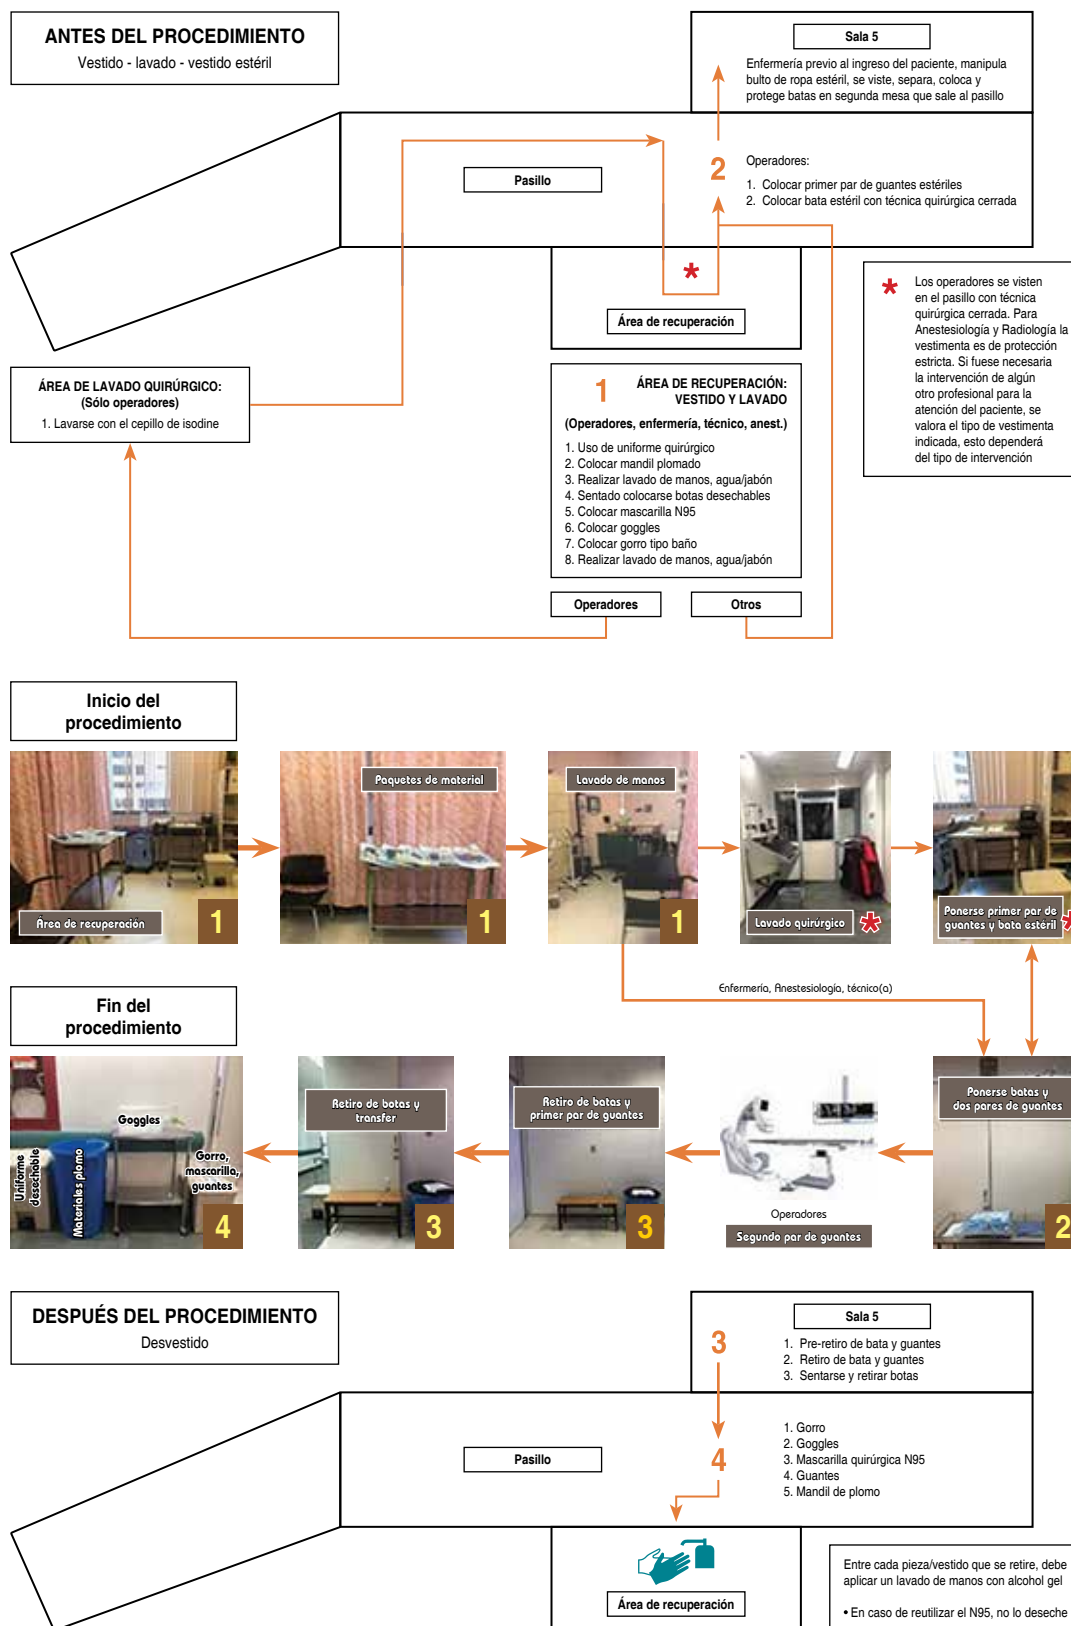 ANTES DEL PROCEDIMIENTO
Vestido - lavado - vestido estéril
Sala 5
Enfermería previo al ingreso del paciente, manipula
bulto de ropa estéril, se viste, separa, coloca y
protege batas en segunda mesa que sale al pasillo
Pasillo
2
Operadores:
1. Colocar primer par de guantes estériles
2. Colocar bata estéril con técnica quirúrgica cerrada
*
Área de recuperación
* Los operadores se visten
en el pasillo con técnica
quirúrgica cerrada. Para
Anestesiología y Radiología la
vestimenta es de protección
estricta. Si fuese necesaria
la intervención de algún
otro profesional para la
atención del paciente, se
valora el tipo de vestimenta
indicada, esto dependerá
del tipo de intervención
ÁREA DE LAVADO QUIRÚRGICO:
(Sólo operadores)
1. Lavarse con el cepillo de isodine
1 ÁREA DE RECUPERACIÓN:
VESTIDO Y LAVADO
(Operadores, enfermería, técnico, anest.)
1. Uso de uniforme quirúrgico
2. Colocar mandil plomado
3. Realizar lavado de manos, agua/jabón
4. Sentado colocarse botas desechables
5. Colocar mascarilla N95
6. Colocar goggles
7. Colocar gorro tipo baño
8. Realizar lavado de manos, agua/jabón
Operadores
Otros
Inicio del
procedimiento
Área de recuperación
1
Paquetes de material
1
Lavado de manos
1
Lavado quirúrgico *
Ponerse primer par de
guantes y bata estéril *
Enfermería, Anestesiología, técnico(a)
Fin del
procedimiento
Uniforme
desechable
Materiales plomo
Goggles
Gorro,
mascarilla,
guantes
4
Retiro de botas y
transfer
3
Retiro de batas y
primer par de guantes
3
Operadores
Segundo par de guantes
Ponerse batas y
dos pares de guantes
2
DESPUÉS DEL PROCEDIMIENTO
Desvestido
Sala 5
3
1. Pre-retiro de bata y guantes
2. Retiro de bata y guantes
3. Sentarse y retirar botas
Pasillo
4
1. Gorro
2. Goggles
3. Mascarilla quirúrgica N95
4. Guantes
5. Mandil de plomo
Área de recuperación
Entre cada pieza/vestido que se retire, debe
aplicar un lavado de manos con alcohol gel
• En caso de reutilizar el N95, no lo deseche